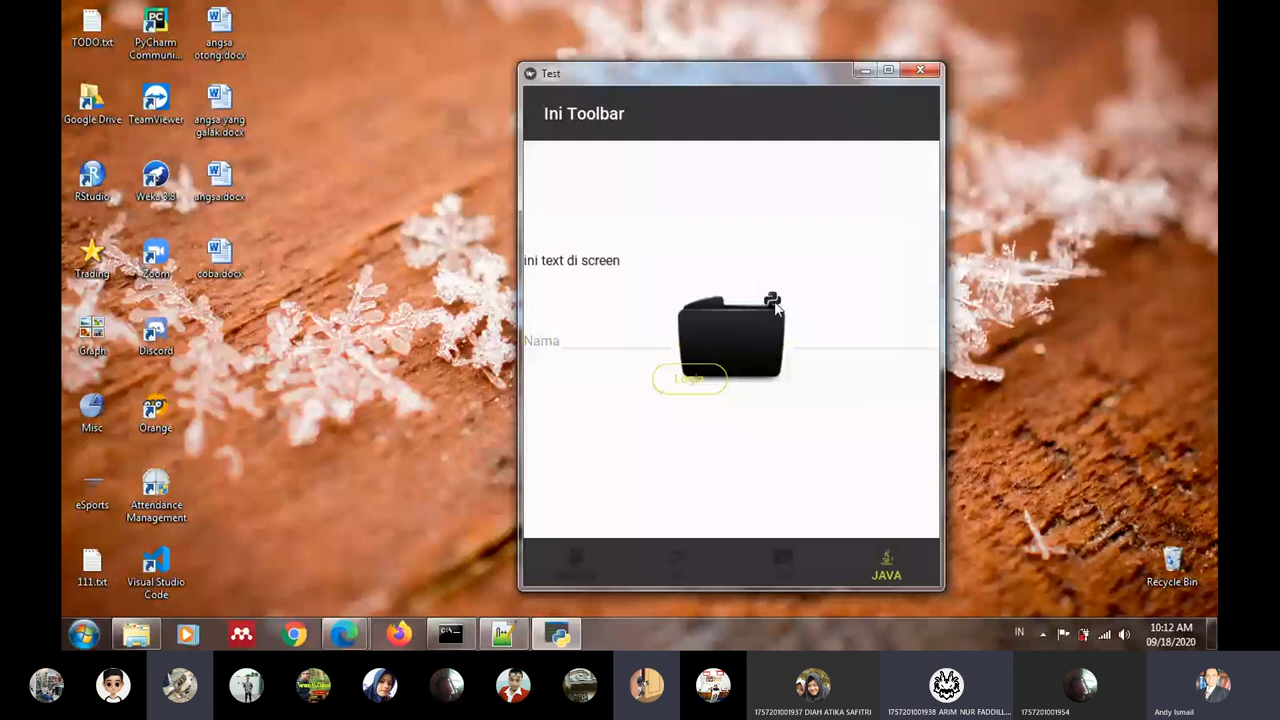 TODO.txt
PyCharm
Communi...
angsa
otong.docx
Google Drive
TeamViewer
angsa yang
galak.docx
RStudio
Weka 3.8
angsa.docx
Trading
Zoom
coba.docx
Graph
Discord
Misc
Orange
eSports
Attendance
Management
111.txt
Visual Studio
Code
Test
Ini Toolbar
ini text di screen
Nama
Login
JAVA
Recycle Bin
IN
10:12 AM
09/18/2020
1757201001937 DIAH ATIKA SAFITRI
1757201001938 ARIM NUR FADDILL...
1757201001954
Andy Ismail